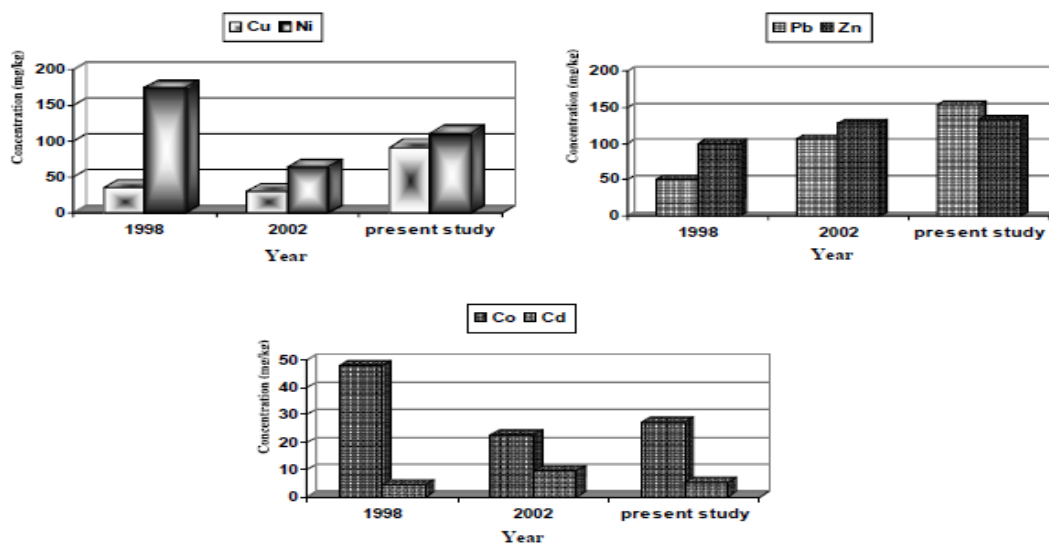 Cu Ni
Concentration (mg/kg)
200
150
100
50
0
1998 2002 present study
Year
Pb Zn
Concentration (mg/kg)
200
150
100
50
0
1998 2002 present study
Year
Co Cd
Concentration (mg/kg)
50
40
30
20
10
0
1998 2002 present study
Year